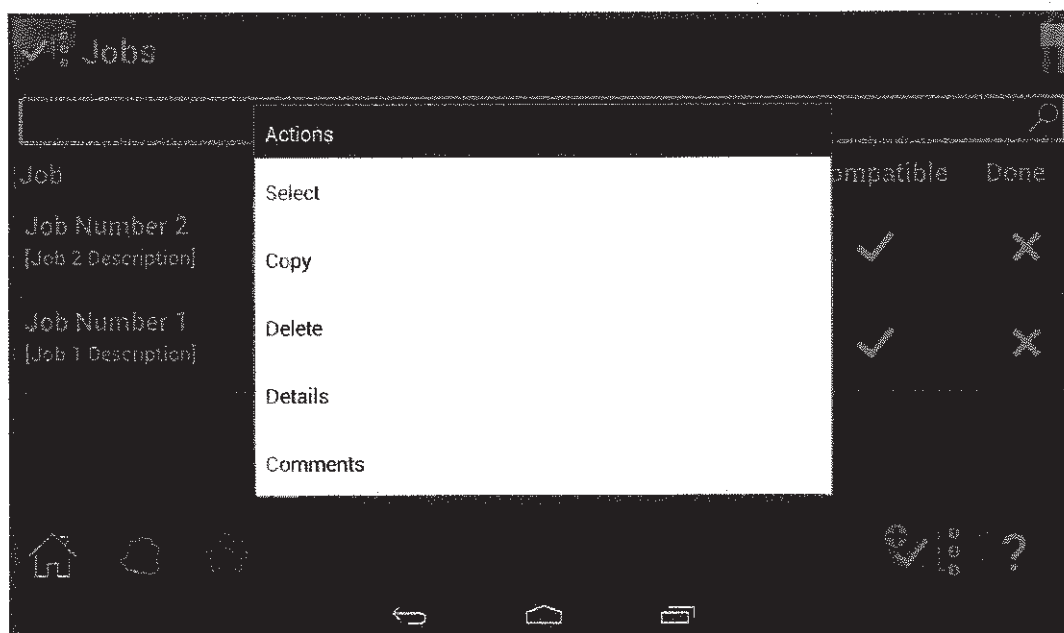 Jobs
Actions
Job
ompatible
Done
Select
Job Number 2
[Job 2 Description]
Copy
Job Number 1
[Job 1 Description]
Delete
Details
Comments
?